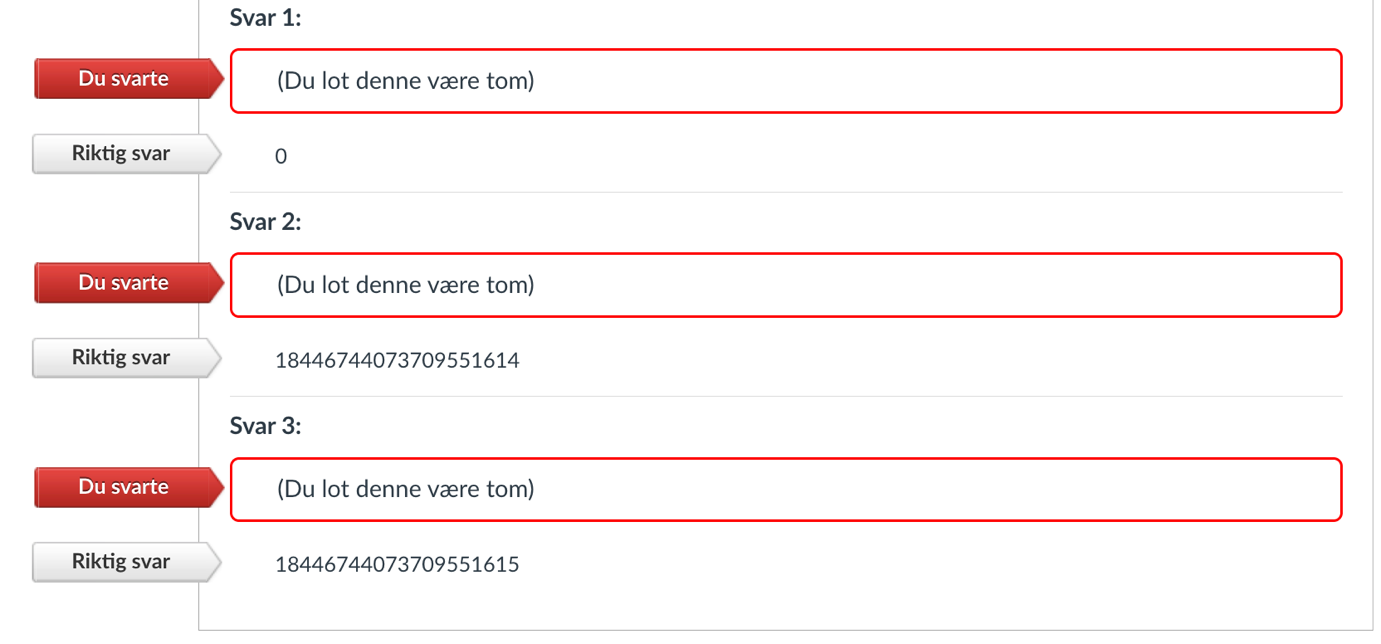 Svar 1:
Du svarte
(Du lot denne være tom)
Riktig svar
0
Svar 2:
Du svarte
(Du lot denne være tom)
Riktig svar
18446744073709551614
Svar 3:
Du svarte
(Du lot denne være tom)
Riktig svar
18446744073709551615